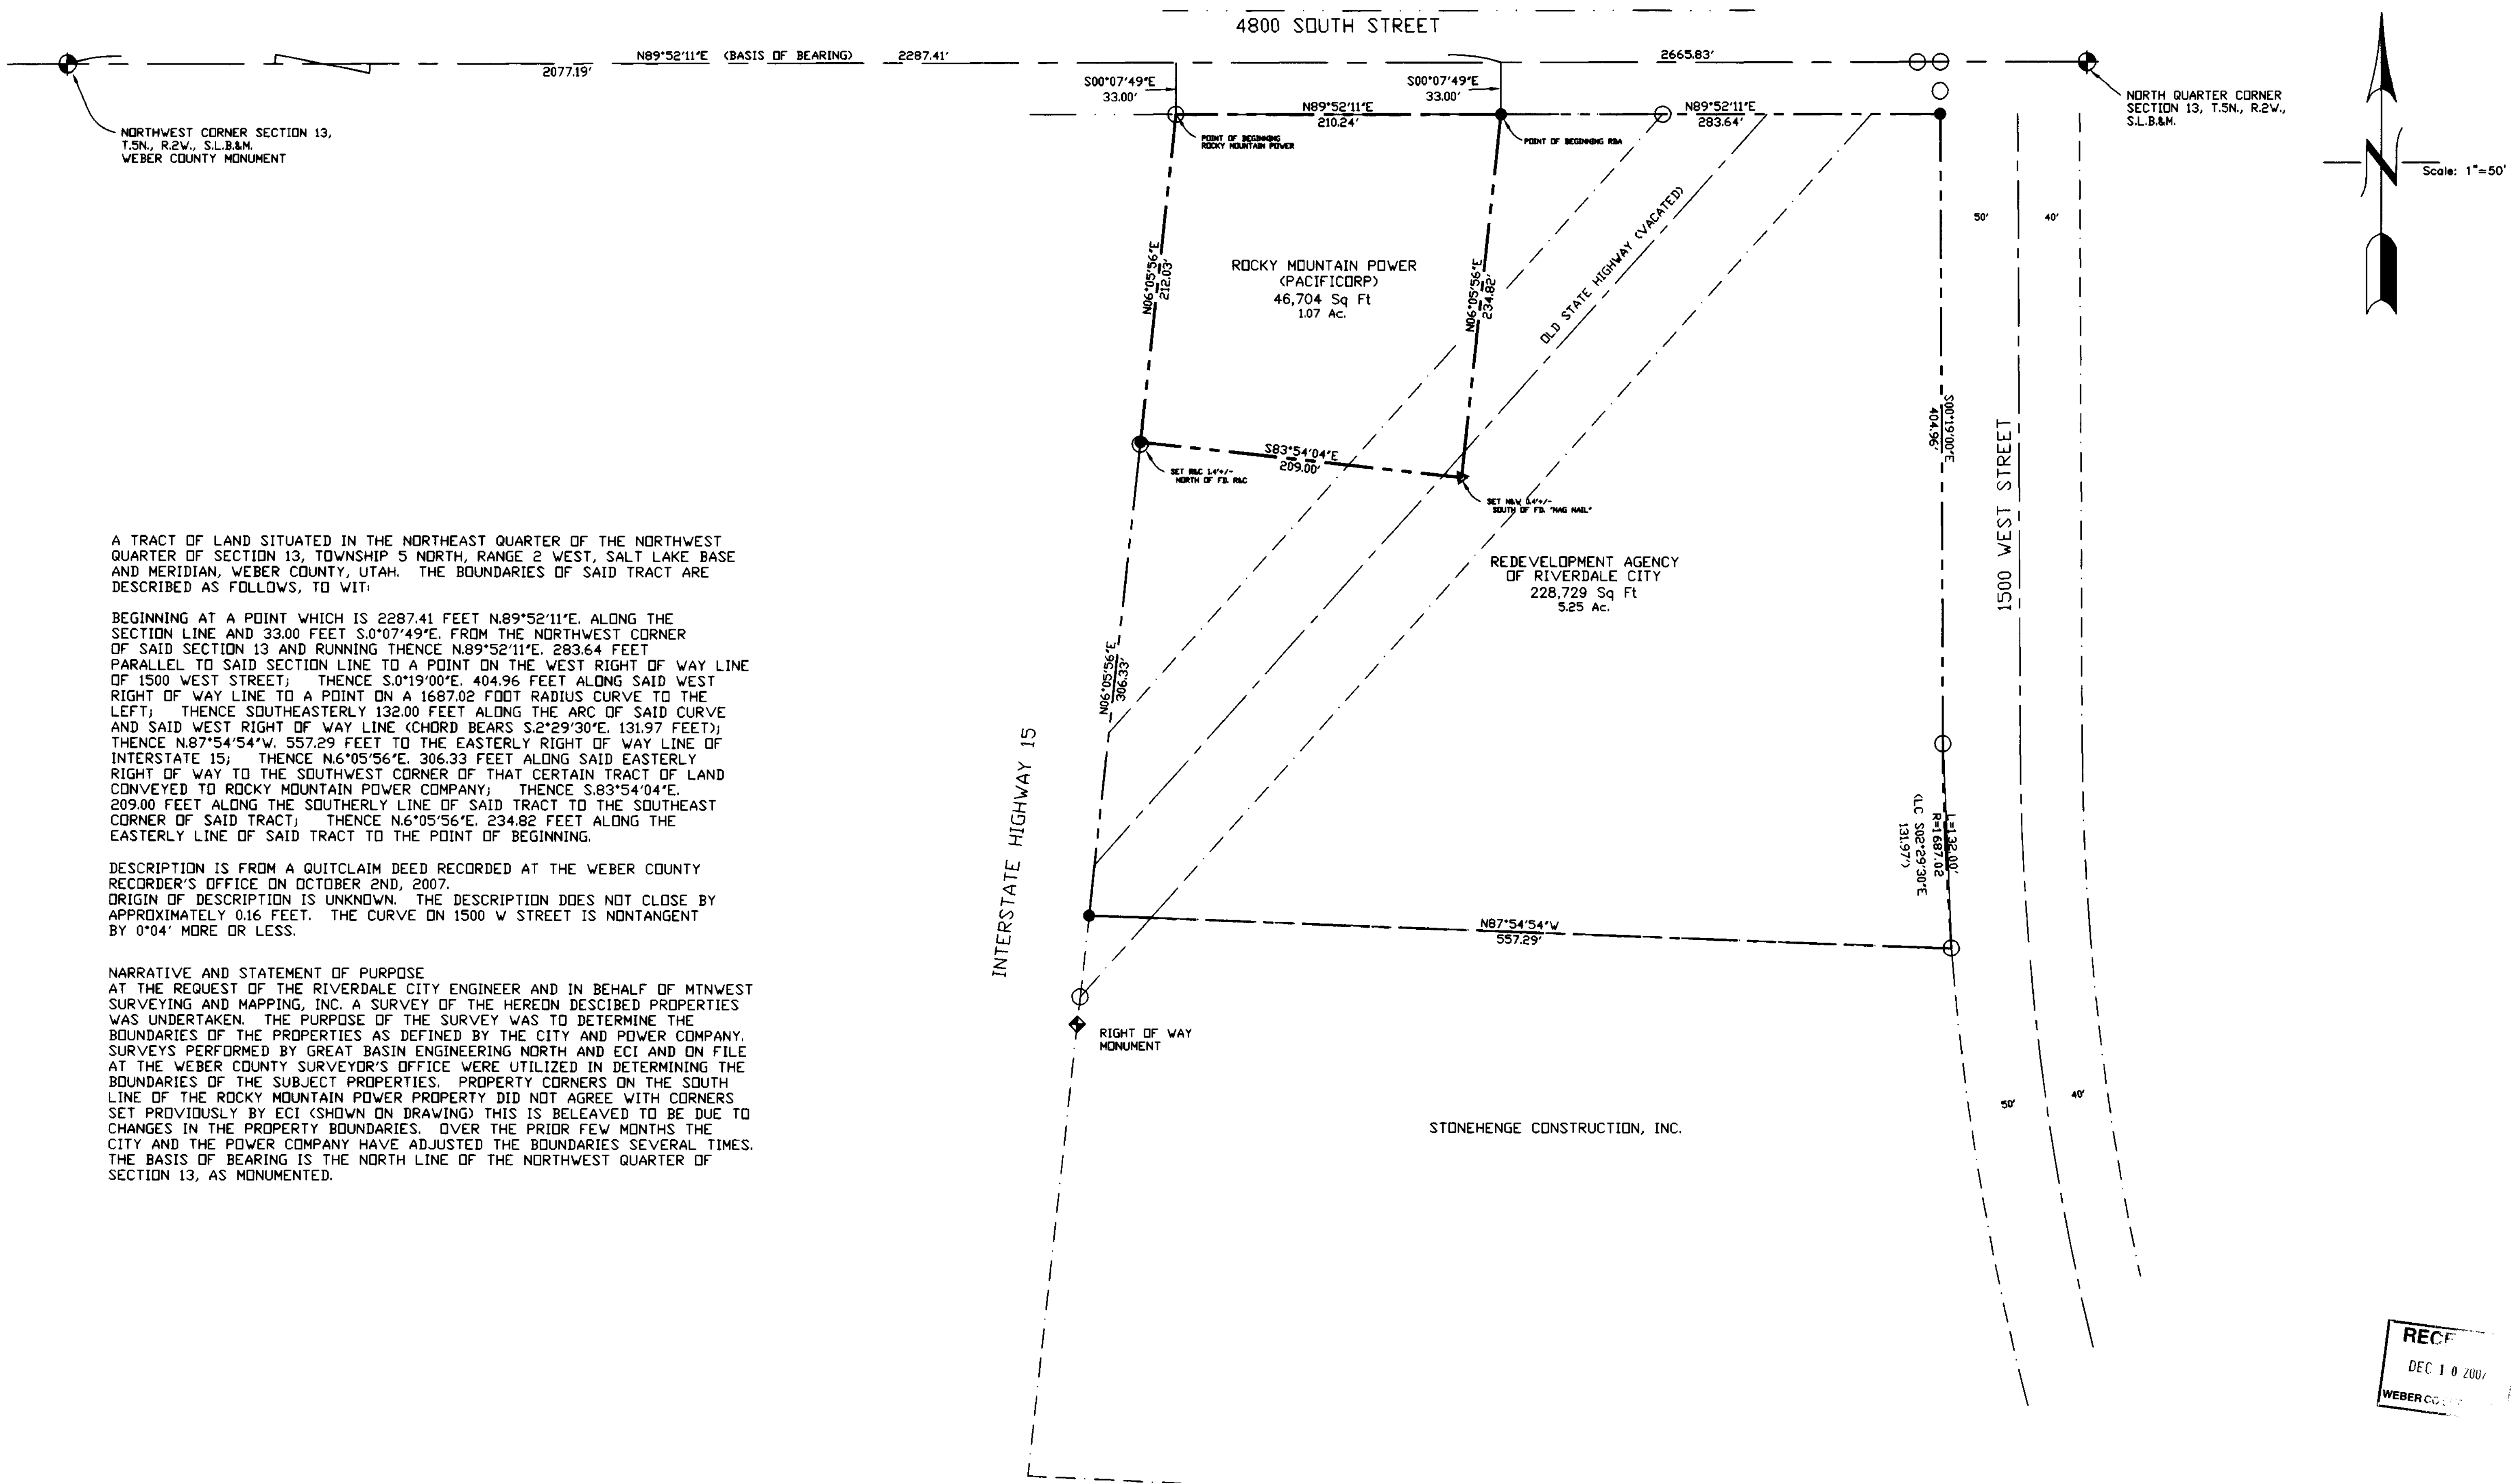 4800 SOUTH STREET
N89°52'11"E (BASIS OF BEARING) 2287.41'
2077.19'
2665.83'
S00°07'49"E
33.00'
S00°07'49"E
33.00'
N89°52'11"E
210.24'
N89°52'11"E
283.64'
NORTHWEST CORNER SECTION 13,
T.5N., R.2W., S.L.B.&M.
WEBER COUNTY MONUMENT
POINT OF BEGINNING
ROCKY MOUNTAIN POWER
POINT OF BEGINNING RDA
NORTH QUARTER CORNER
SECTION 13, T.5N., R.2W.,
S.L.B.&M.
N
Scale: 1"=50'
50'
40'
N06°05'56"E
212.03'
ROCKY MOUNTAIN POWER
(PACIFICORP)
46,704 Sq Ft
1.07 Ac.
N06°05'56"E
234.82'
OLD STATE HIGHWAY (VACATED)
S00°19'00"E
404.96'
1500 WEST STREET
S83°54'04"E
209.00'
SET R&C 1.4'+/-
NORTH OF FD. R&C
SET N&W 0.4'+/-
SOUTH OF FD. "MAG NAIL"
REDEVELOPMENT AGENCY
OF RIVERDALE CITY
228,729 Sq Ft
5.25 Ac.
A TRACT OF LAND SITUATED IN THE NORTHEAST QUARTER OF THE NORTHWEST
QUARTER OF SECTION 13, TOWNSHIP 5 NORTH, RANGE 2 WEST, SALT LAKE BASE
AND MERIDIAN, WEBER COUNTY, UTAH. THE BOUNDARIES OF SAID TRACT ARE
DESCRIBED AS FOLLOWS, TO WIT:
BEGINNING AT A POINT WHICH IS 2287.41 FEET N.89°52'11"E. ALONG THE
SECTION LINE AND 33.00 FEET S.0°07'49"E. FROM THE NORTHWEST CORNER
OF SAID SECTION 13 AND RUNNING THENCE N.89°52'11"E. 283.64 FEET
PARALLEL TO SAID SECTION LINE TO A POINT ON THE WEST RIGHT OF WAY LINE
OF 1500 WEST STREET; THENCE S.0°19'00"E. 404.96 FEET ALONG SAID WEST
RIGHT OF WAY LINE TO A POINT ON A 1687.02 FOOT RADIUS CURVE TO THE
LEFT; THENCE SOUTHEASTERLY 132.00 FEET ALONG THE ARC OF SAID CURVE
AND SAID WEST RIGHT OF WAY LINE (CHORD BEARS S.2°29'30"E. 131.97 FEET);
THENCE N.87°54'54"W. 557.29 FEET TO THE EASTERLY RIGHT OF WAY LINE OF
INTERSTATE 15; THENCE N.6°05'56"E. 306.33 FEET ALONG SAID EASTERLY
RIGHT OF WAY TO THE SOUTHWEST CORNER OF THAT CERTAIN TRACT OF LAND
CONVEYED TO ROCKY MOUNTAIN POWER COMPANY; THENCE S.83°54'04"E.
209.00 FEET ALONG THE SOUTHERLY LINE OF SAID TRACT TO THE SOUTHEAST
CORNER OF SAID TRACT; THENCE N.6°05'56"E. 234.82 FEET ALONG THE
EASTERLY LINE OF SAID TRACT TO THE POINT OF BEGINNING.
DESCRIPTION IS FROM A QUITCLAIM DEED RECORDED AT THE WEBER COUNTY
RECORDER'S OFFICE ON OCTOBER 2ND, 2007.
ORIGIN OF DESCRIPTION IS UNKNOWN. THE DESCRIPTION DOES NOT CLOSE BY
APPROXIMATELY 0.16 FEET. THE CURVE ON 1500 W STREET IS NONTANGENT
BY 0°04' MORE OR LESS.
NARRATIVE AND STATEMENT OF PURPOSE
AT THE REQUEST OF THE RIVERDALE CITY ENGINEER AND IN BEHALF OF MTNWEST
SURVEYING AND MAPPING, INC. A SURVEY OF THE HEREON DESCIBED PROPERTIES
WAS UNDERTAKEN. THE PURPOSE OF THE SURVEY WAS TO DETERMINE THE
BOUNDARIES OF THE PROPERTIES AS DEFINED BY THE CITY AND POWER COMPANY.
SURVEYS PERFORMED BY GREAT BASIN ENGINEERING NORTH AND ECI AND ON FILE
AT THE WEBER COUNTY SURVEYOR'S OFFICE WERE UTILIZED IN DETERMINING THE
BOUNDARIES OF THE SUBJECT PROPERTIES. PROPERTY CORNERS ON THE SOUTH
LINE OF THE ROCKY MOUNTAIN POWER PROPERTY DID NOT AGREE WITH CORNERS
SET PROVIOUSLY BY ECI (SHOWN ON DRAWING) THIS IS BELEAVED TO BE DUE TO
CHANGES IN THE PROPERTY BOUNDARIES. OVER THE PRIOR FEW MONTHS THE
CITY AND THE POWER COMPANY HAVE ADJUSTED THE BOUNDARIES SEVERAL TIMES.
THE BASIS OF BEARING IS THE NORTH LINE OF THE NORTHWEST QUARTER OF
SECTION 13, AS MONUMENTED.
N06°05'56"E
306.33'
INTERSTATE HIGHWAY 15
L=132.00'
R=1687.02
(LC S02°29'30"E
131.97')
N87°54'54"W
557.29'
RIGHT OF WAY
MONUMENT
50'
40'
STONEHENGE CONSTRUCTION, INC.
DEC 10 2007
WEBER CO